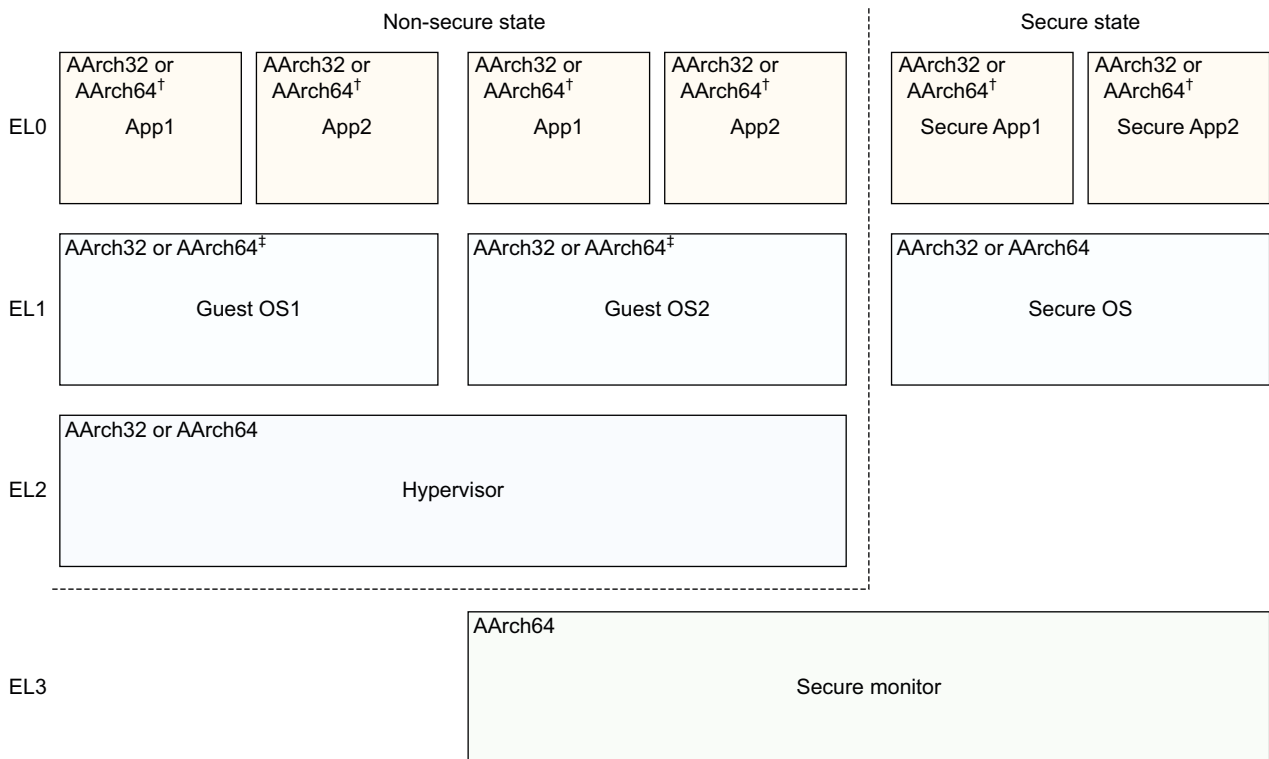 Non-secure state
Secure state
AArch32 or
AArch64†
App1
AArch32 or
AArch64†
App2
AArch32 or
AArch64†
App1
AArch32 or
AArch64†
App2
AArch32 or
AArch64†
Secure App1
AArch32 or
AArch64†
Secure App2
EL0
AArch32 or AArch64‡
Guest OS1
AArch32 or AArch64‡
Guest OS2
AArch32 or AArch64
Secure OS
EL1
AArch32 or AArch64
Hypervisor
EL2
AArch64
Secure monitor
EL3